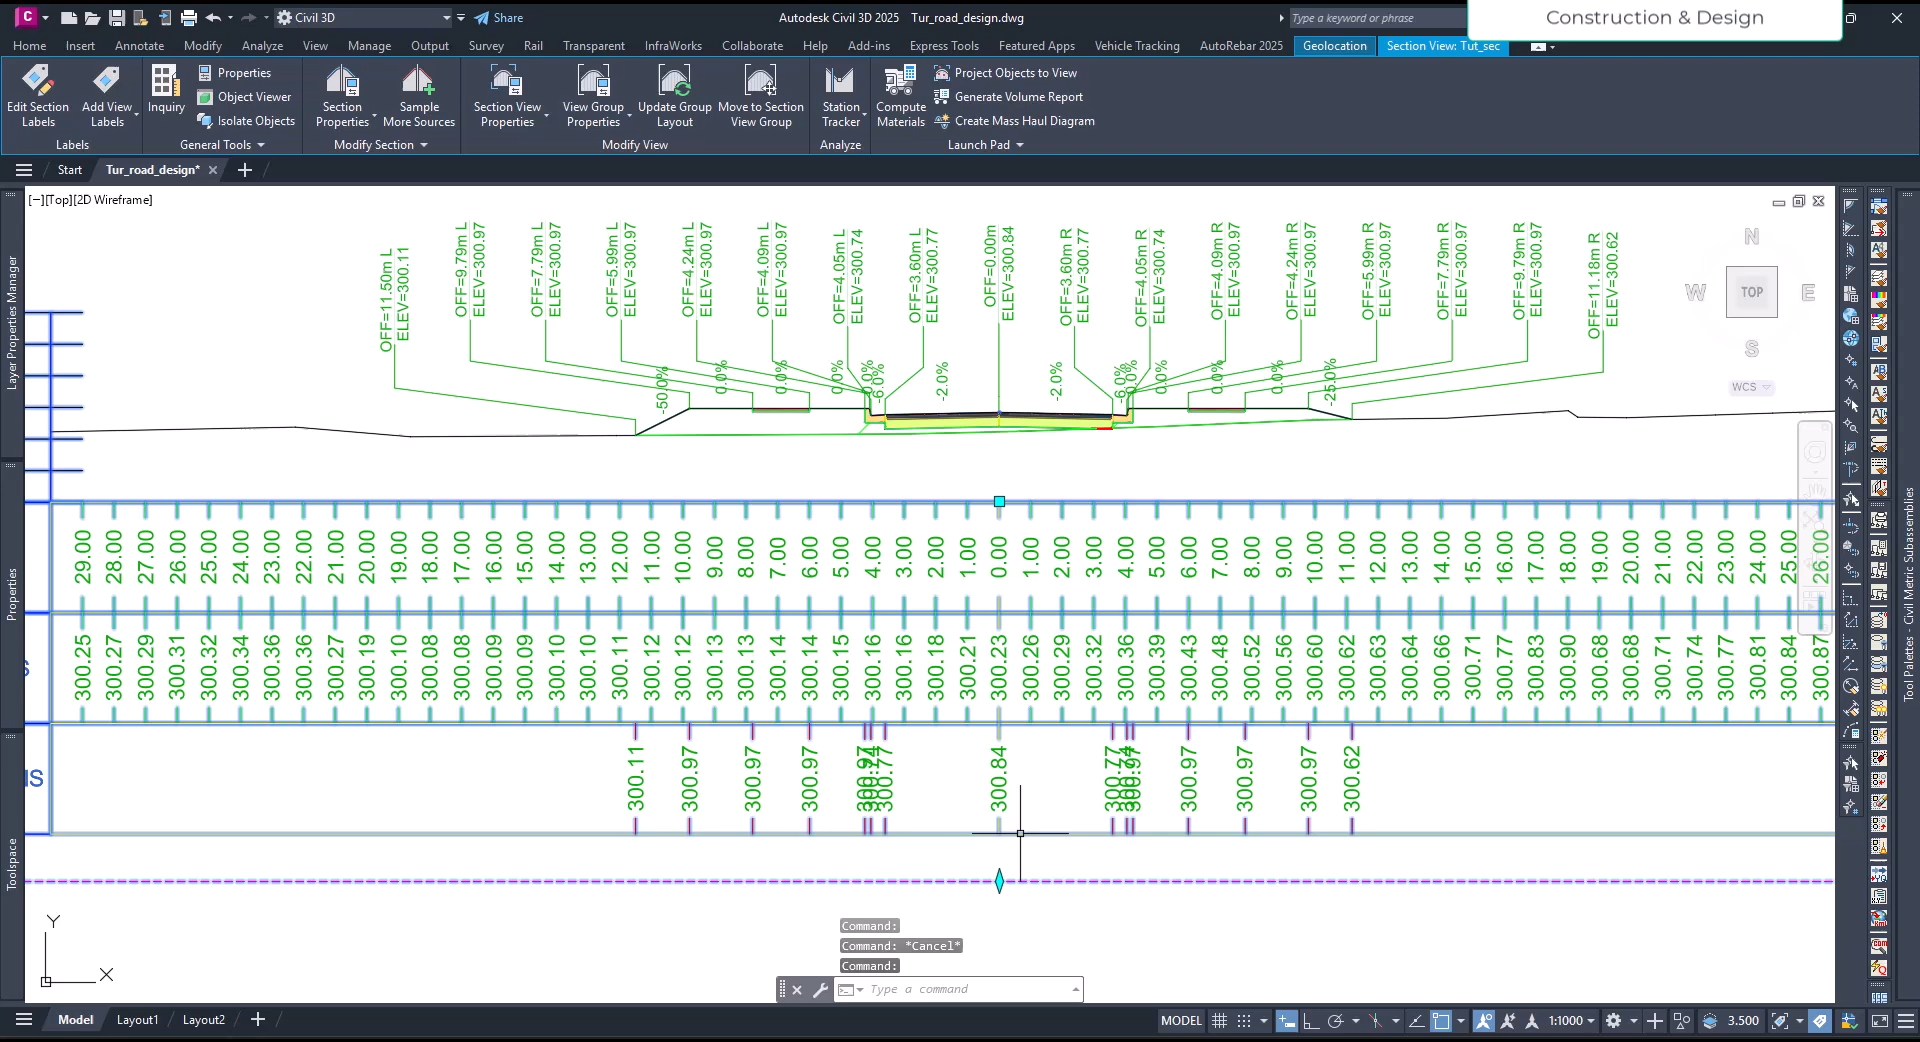 Civil 3D
Share
Autodesk Civil 3D 2025 Tur_road_design.dwg
Type a keyword or phrase
Construction & Design
Home Insert Annotate Modify Analyze View Manage Output Survey Rail Transparent InfraWorks Collaborate Help Add-ins Express Tools Featured Apps Vehicle Tracking AutoRebar 2025 Geolocation Section View: Tut_sec
Edit Section Labels
Add View Labels
Labels
Inquiry
Properties
Object Viewer
Isolate Objects
General Tools
Section Properties
Sample More Sources
Modify Section
Section View Properties
View Group Properties
Update Group Layout
Move to Section View Group
Modify View
Station Tracker
Analyze
Compute Materials
Project Objects to View
Generate Volume Report
Create Mass Haul Diagram
Launch Pad
Start
Tur_road_design*
[−][Top][2D Wireframe]
Layer Properties Manager
Properties
Toolspace
Tool Palettes - Civil Metric Subassemblies
N
W TOP E
S
WCS
OFF=11.50m L
ELEV=300.11
OFF=9.79m L
ELEV=300.97
OFF=7.79m L
ELEV=300.97
OFF=5.99m L
ELEV=300.97
OFF=4.24m L
ELEV=300.97
OFF=4.09m L
ELEV=300.97
OFF=4.05m L
ELEV=300.74
OFF=3.60m L
ELEV=300.77
OFF=0.00m
ELEV=300.84
OFF=3.60m R
ELEV=300.77
OFF=4.05m R
ELEV=300.74
OFF=4.09m R
ELEV=300.97
OFF=4.24m R
ELEV=300.97
OFF=5.99m R
ELEV=300.97
OFF=7.79m R
ELEV=300.97
OFF=9.79m R
ELEV=300.97
OFF=11.18m R
ELEV=300.62
-50.0% 0.0% 0.0% 0.0% -6.0% -2.0% -2.0% -6.0% 0.0% 0.0% 0.0% -25.0%
29.00 28.00 27.00 26.00 25.00 24.00 23.00 22.00 21.00 20.00 19.00 18.00 17.00 16.00 15.00 14.00 13.00 12.00 11.00 10.00 9.00 8.00 7.00 6.00 5.00 4.00 3.00 2.00 1.00 0.00 1.00 2.00 3.00 4.00 5.00 6.00 7.00 8.00 9.00 10.00 11.00 12.00 13.00 14.00 15.00 16.00 17.00 18.00 19.00 20.00 21.00 22.00 23.00 24.00 25.00 26.00
300.25 300.27 300.29 300.31 300.32 300.34 300.36 300.36 300.27 300.19 300.10 300.08 300.08 300.09 300.09 300.10 300.10 300.11 300.12 300.12 300.13 300.13 300.14 300.14 300.15 300.16 300.16 300.18 300.21 300.23 300.26 300.29 300.32 300.36 300.39 300.43 300.48 300.52 300.56 300.60 300.62 300.63 300.64 300.66 300.71 300.77 300.83 300.90 300.68 300.68 300.71 300.74 300.77 300.81 300.84 300.87
300.11 300.97 300.97 300.97 300.77 300.84 300.77 300.97 300.97 300.97 300.97 300.62
Y
X
Command:
Command: *Cancel*
Command:
Type a command
Model Layout1 Layout2
MODEL
1:1000
3.500